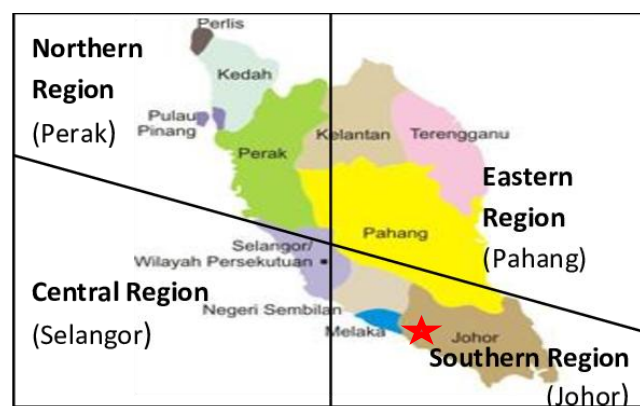 Perlis
Northern
Region
(Perak)
Kedah
Pulau
Pinang
Perak
Kelantan
Terengganu
Eastern
Region
(Pahang)
Pahang
Selangor/
Wilayah Persekutuan
Central Region
(Selangor)
Negeri Sembilan
Melaka
Johor
Southern Region
(Johor)